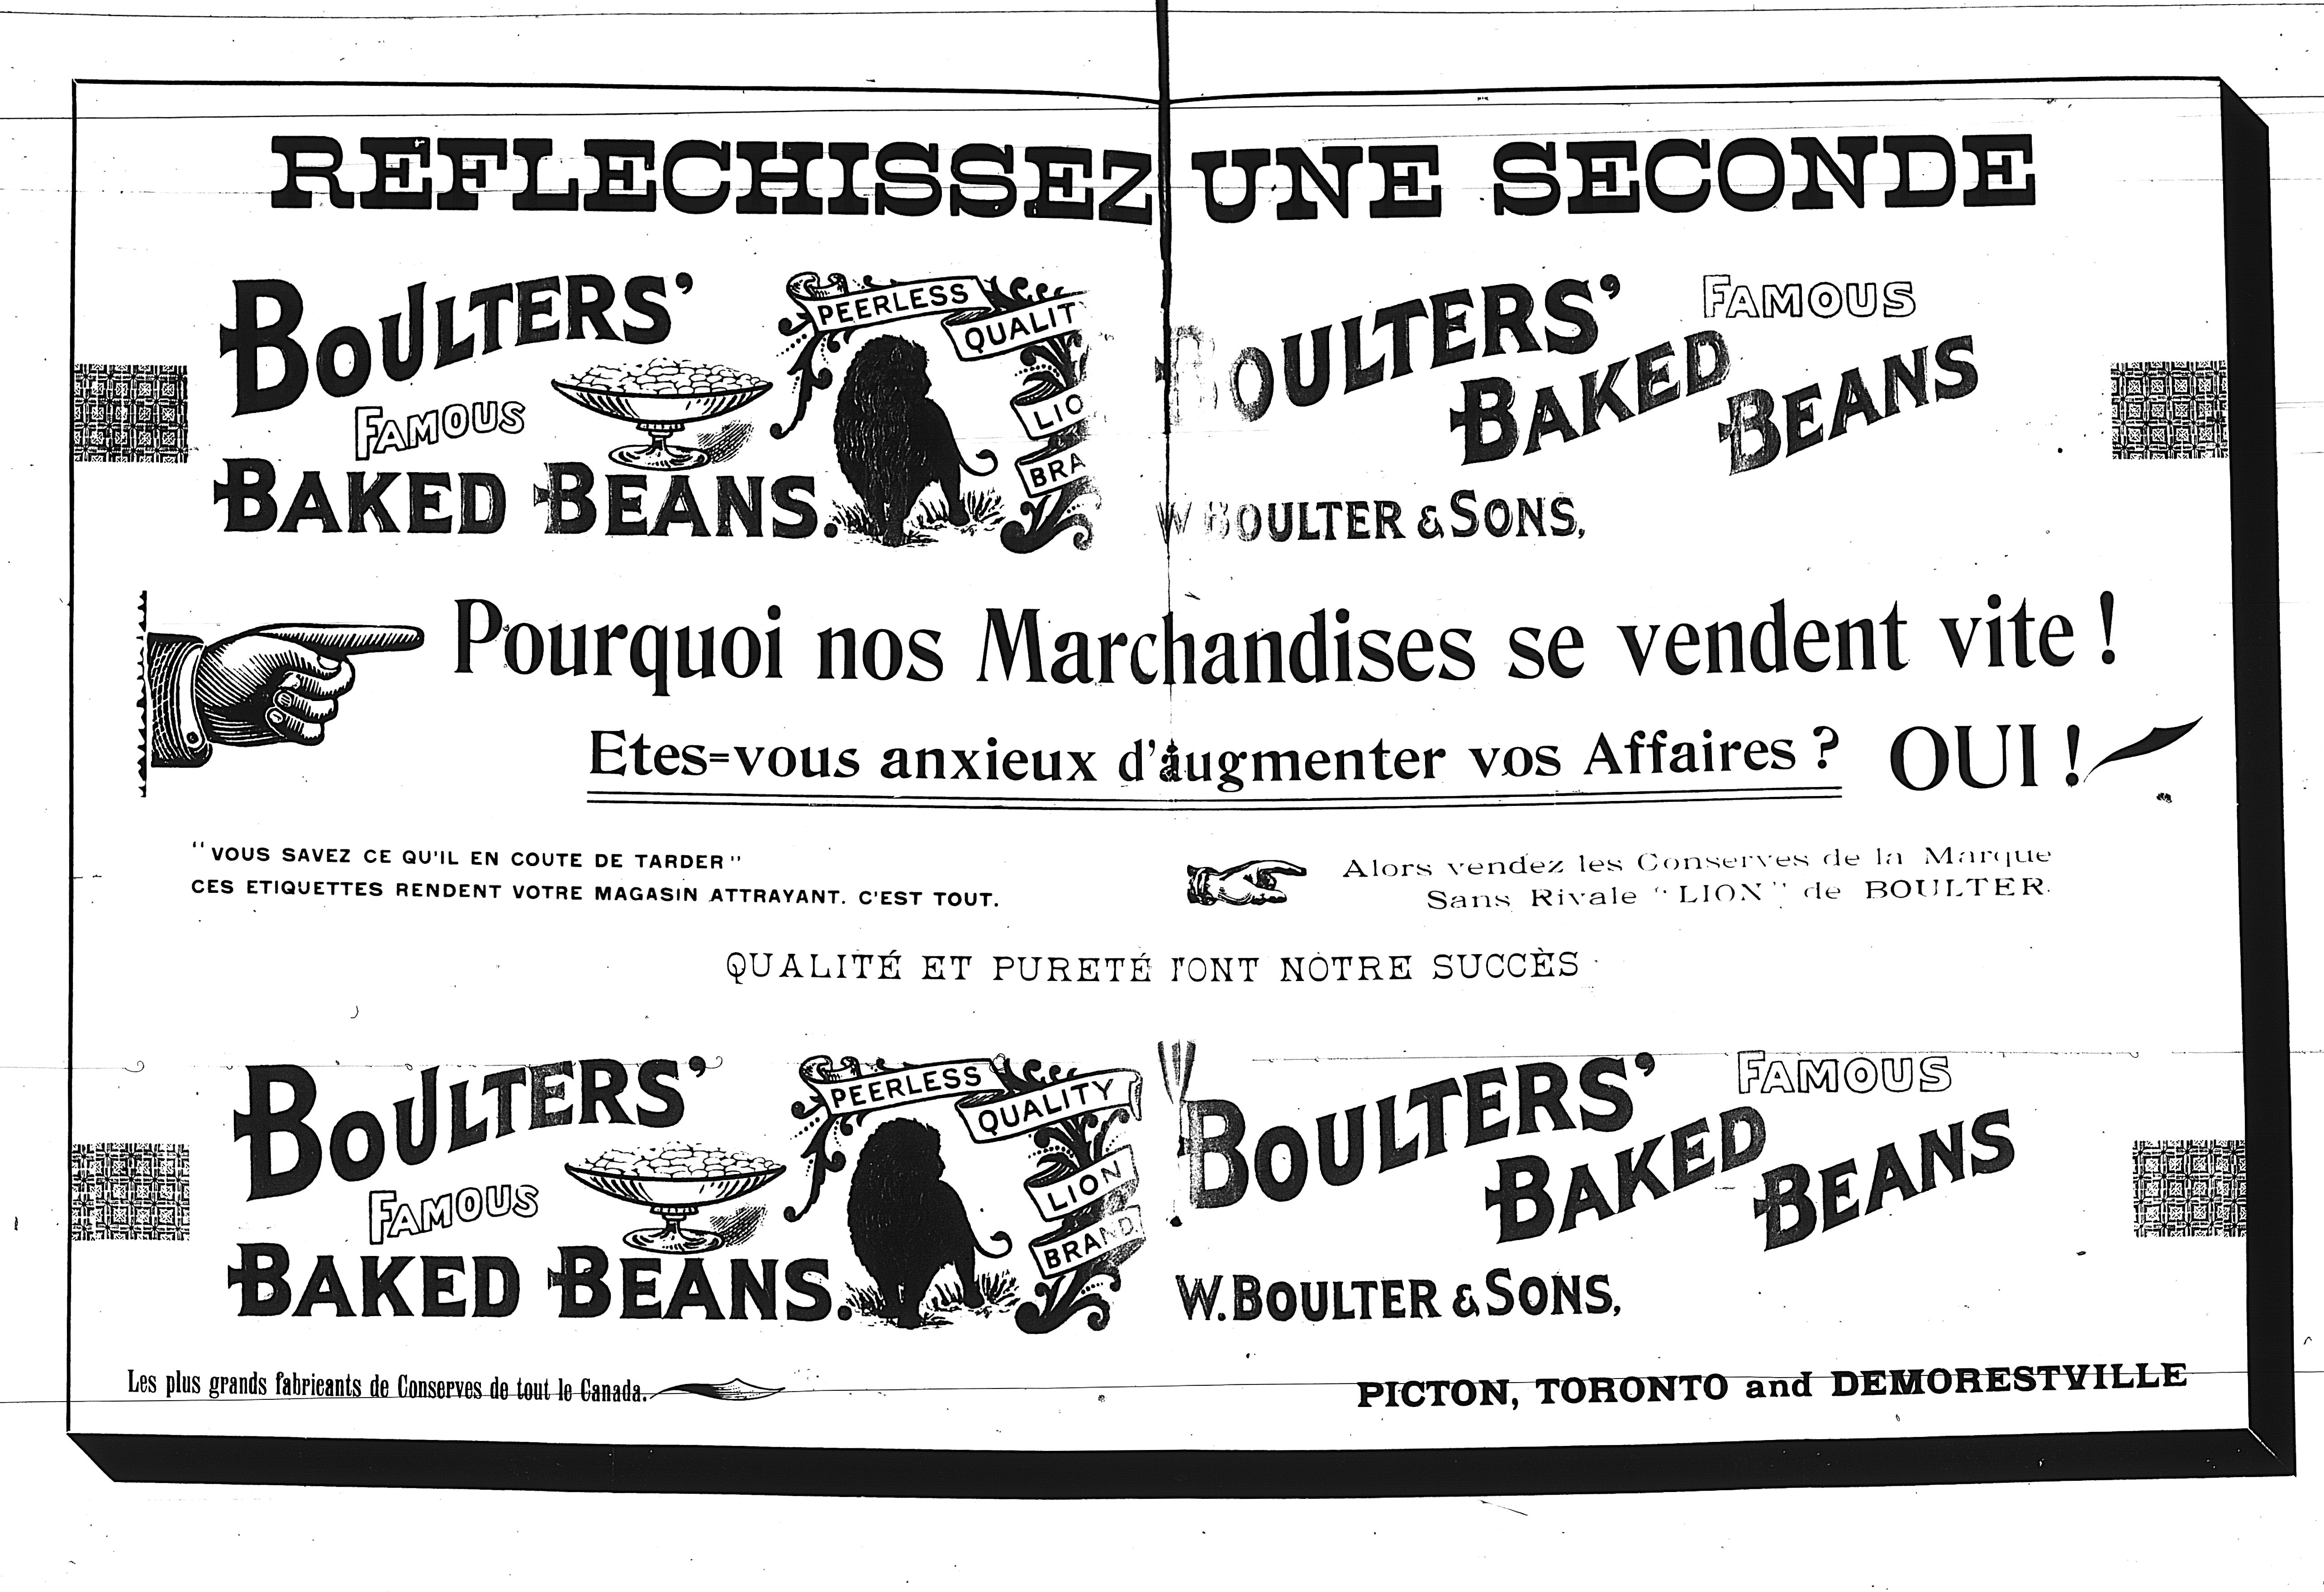 REFLECHISSEZ UNE SECONDE
BOULTERS'
FAMOUS
BAKED BEANS.
PEERLESS
QUALIT
LIO
BRA
BOULTERS'
FAMOUS
BAKED
BEANS
W BOULTER & SONS,
Pourquoi nos Marchandises se vendent vite !
Etes=vous anxieux d'augmenter vos Affaires ? OUI !
"VOUS SAVEZ CE QU'IL EN COUTE DE TARDER"
CES ETIQUETTES RENDENT VOTRE MAGASIN ATTRAYANT. C'EST TOUT.
Alors vendez les Conserves de la Marque
Sans Rivale "LION" de BOULTER.
QUALITÉ ET PURETÉ FONT NOTRE SUCCÈS
BOULTERS'
FAMOUS
BAKED BEANS.
PEERLESS
QUALITY
LION
BRAND.
BOULTERS'
FAMOUS
BAKED
BEANS
W. BOULTER & SONS,
Les plus grands fabricants de Conserves de tout le Canada.
PICTON, TORONTO and DEMORESTVILLE